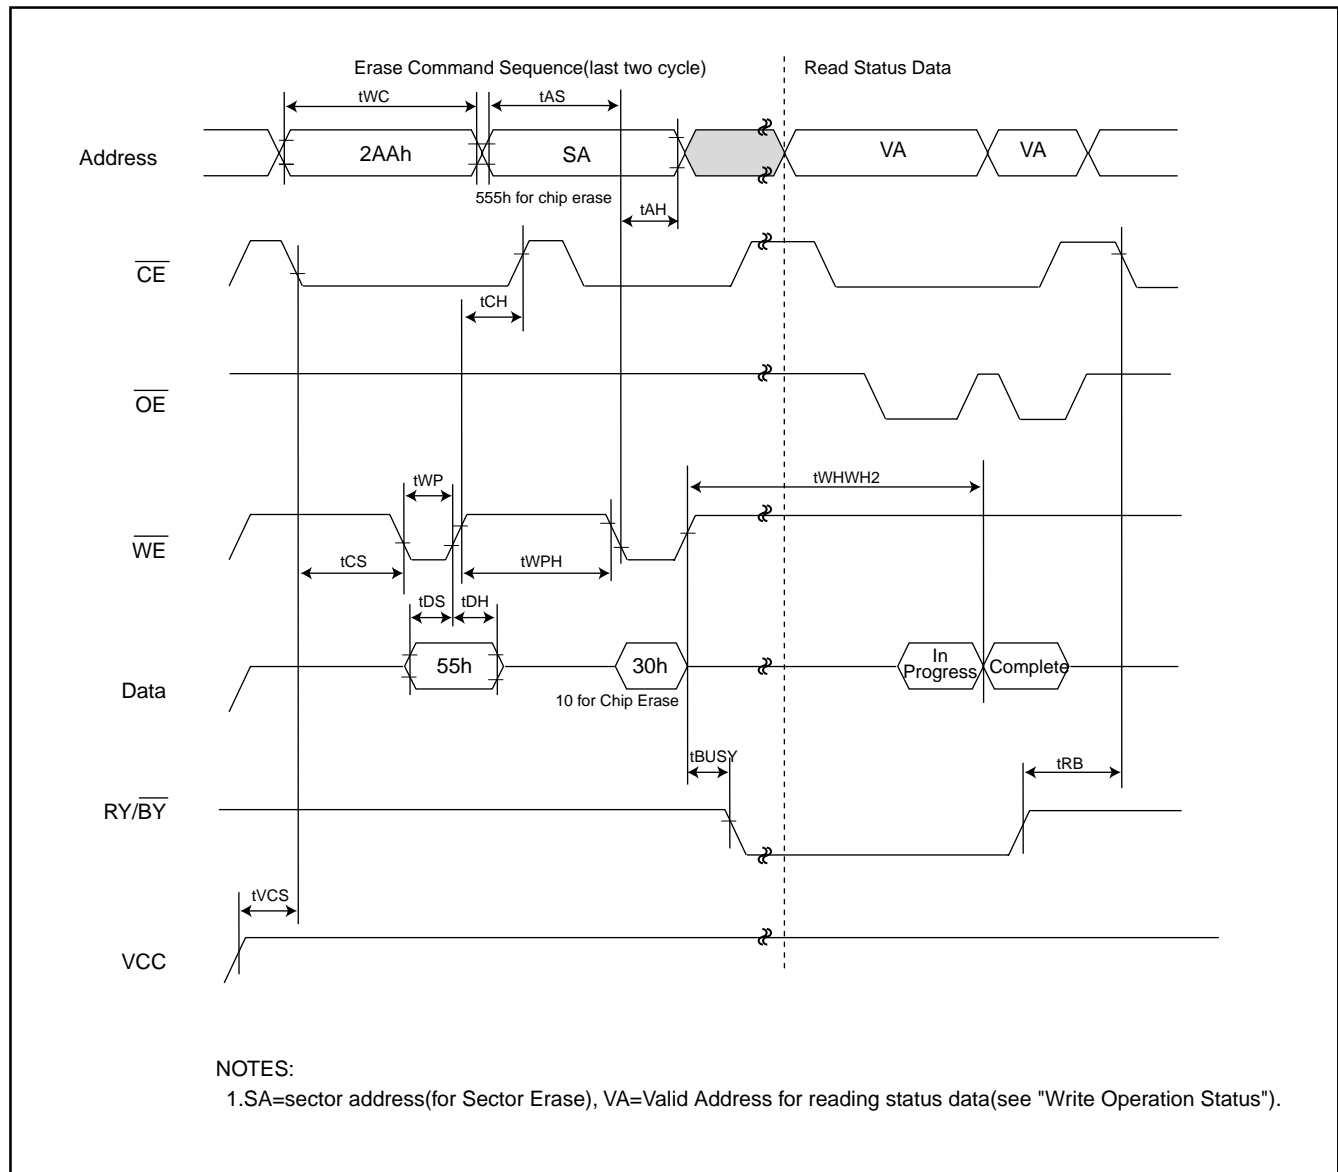 Erase Command Sequence(last two cycle)
Read Status Data
tWC
tAS
Address
2AAh
SA
VA
VA
555h for chip erase
tAH
CE
tCH
OE
tWP
tWHWH2
WE
tCS
tWPH
tDS
tDH
Data
55h
30h
In
Progress
Complete
10 for Chip Erase
tBUSY
tRB
RY/BY
tVCS
VCC
NOTES:
1.SA=sector address(for Sector Erase), VA=Valid Address for reading status data(see "Write Operation Status").